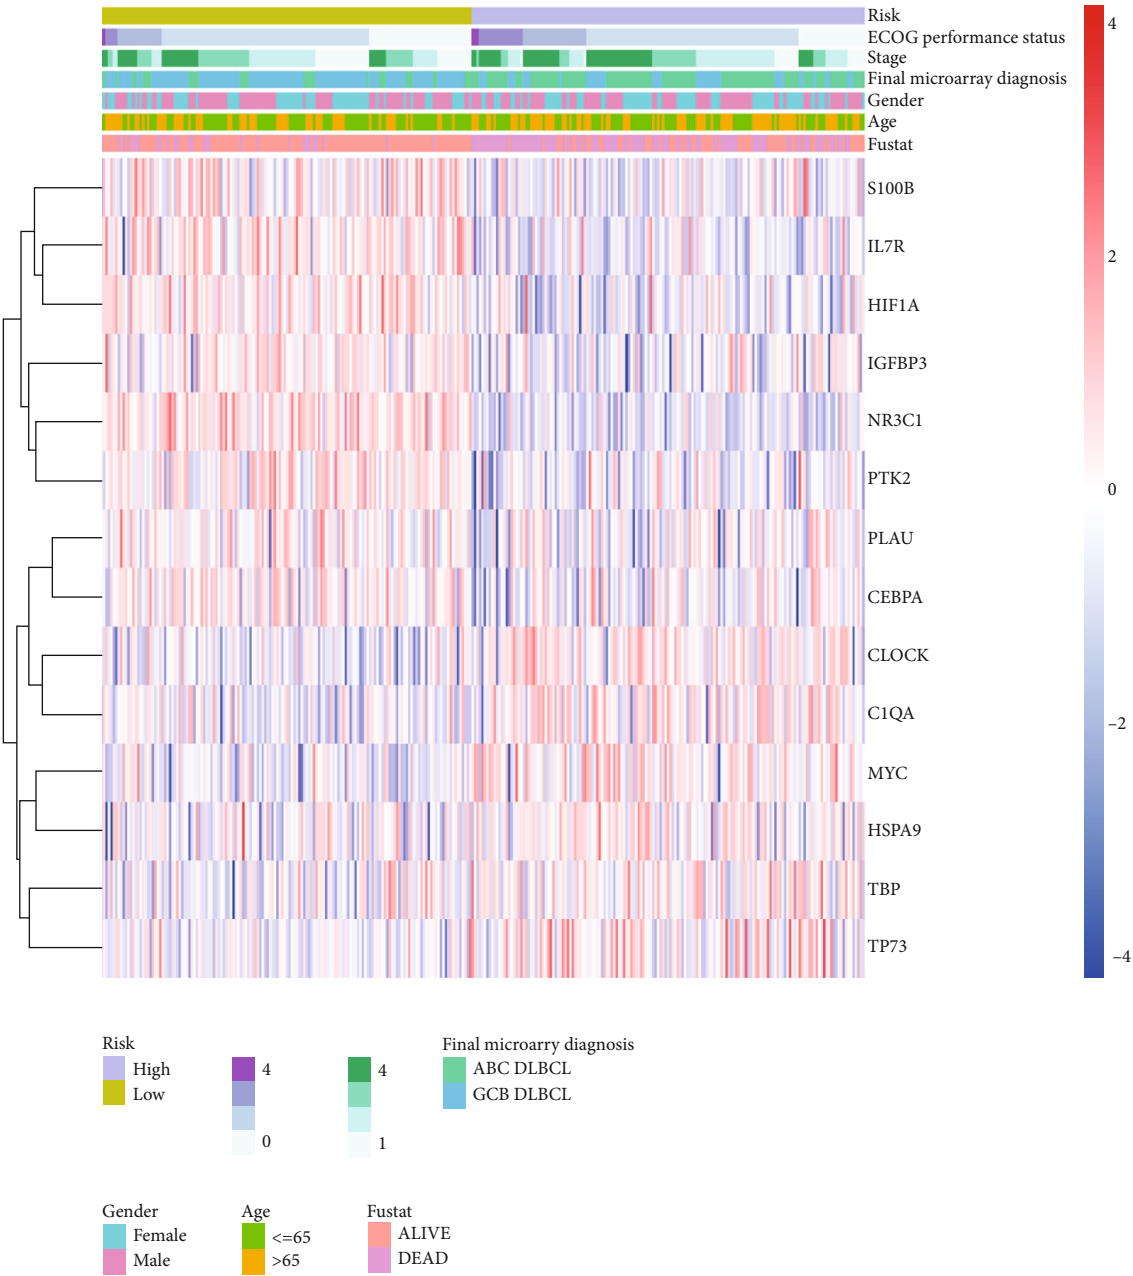 Risk
ECOG performance status
Stage
Final microarray diagnosis
Gender
Age
Fustat
S100B
IL7R
HIF1A
IGFBP3
NR3C1
PTK2
PLAU
CEBPA
CLOCK
C1QA
MYC
HSPA9
TBP
TP73
4
2
0
−2
−4
Risk
High
Low
4
0
4
1
Final microarry diagnosis
ABC DLBCL
GCB DLBCL
Gender
Female
Male
Age
<=65
>65
Fustat
ALIVE
DEAD